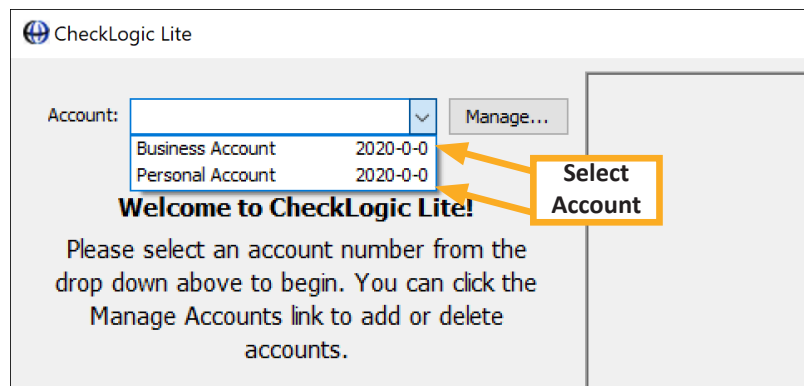 CheckLogic Lite
Account:
Manage...
Business Account 2020-0-0
Personal Account 2020-0-0
Select
Account
Welcome to CheckLogic Lite!
Please select an account number from the
drop down above to begin. You can click the
Manage Accounts link to add or delete
accounts.